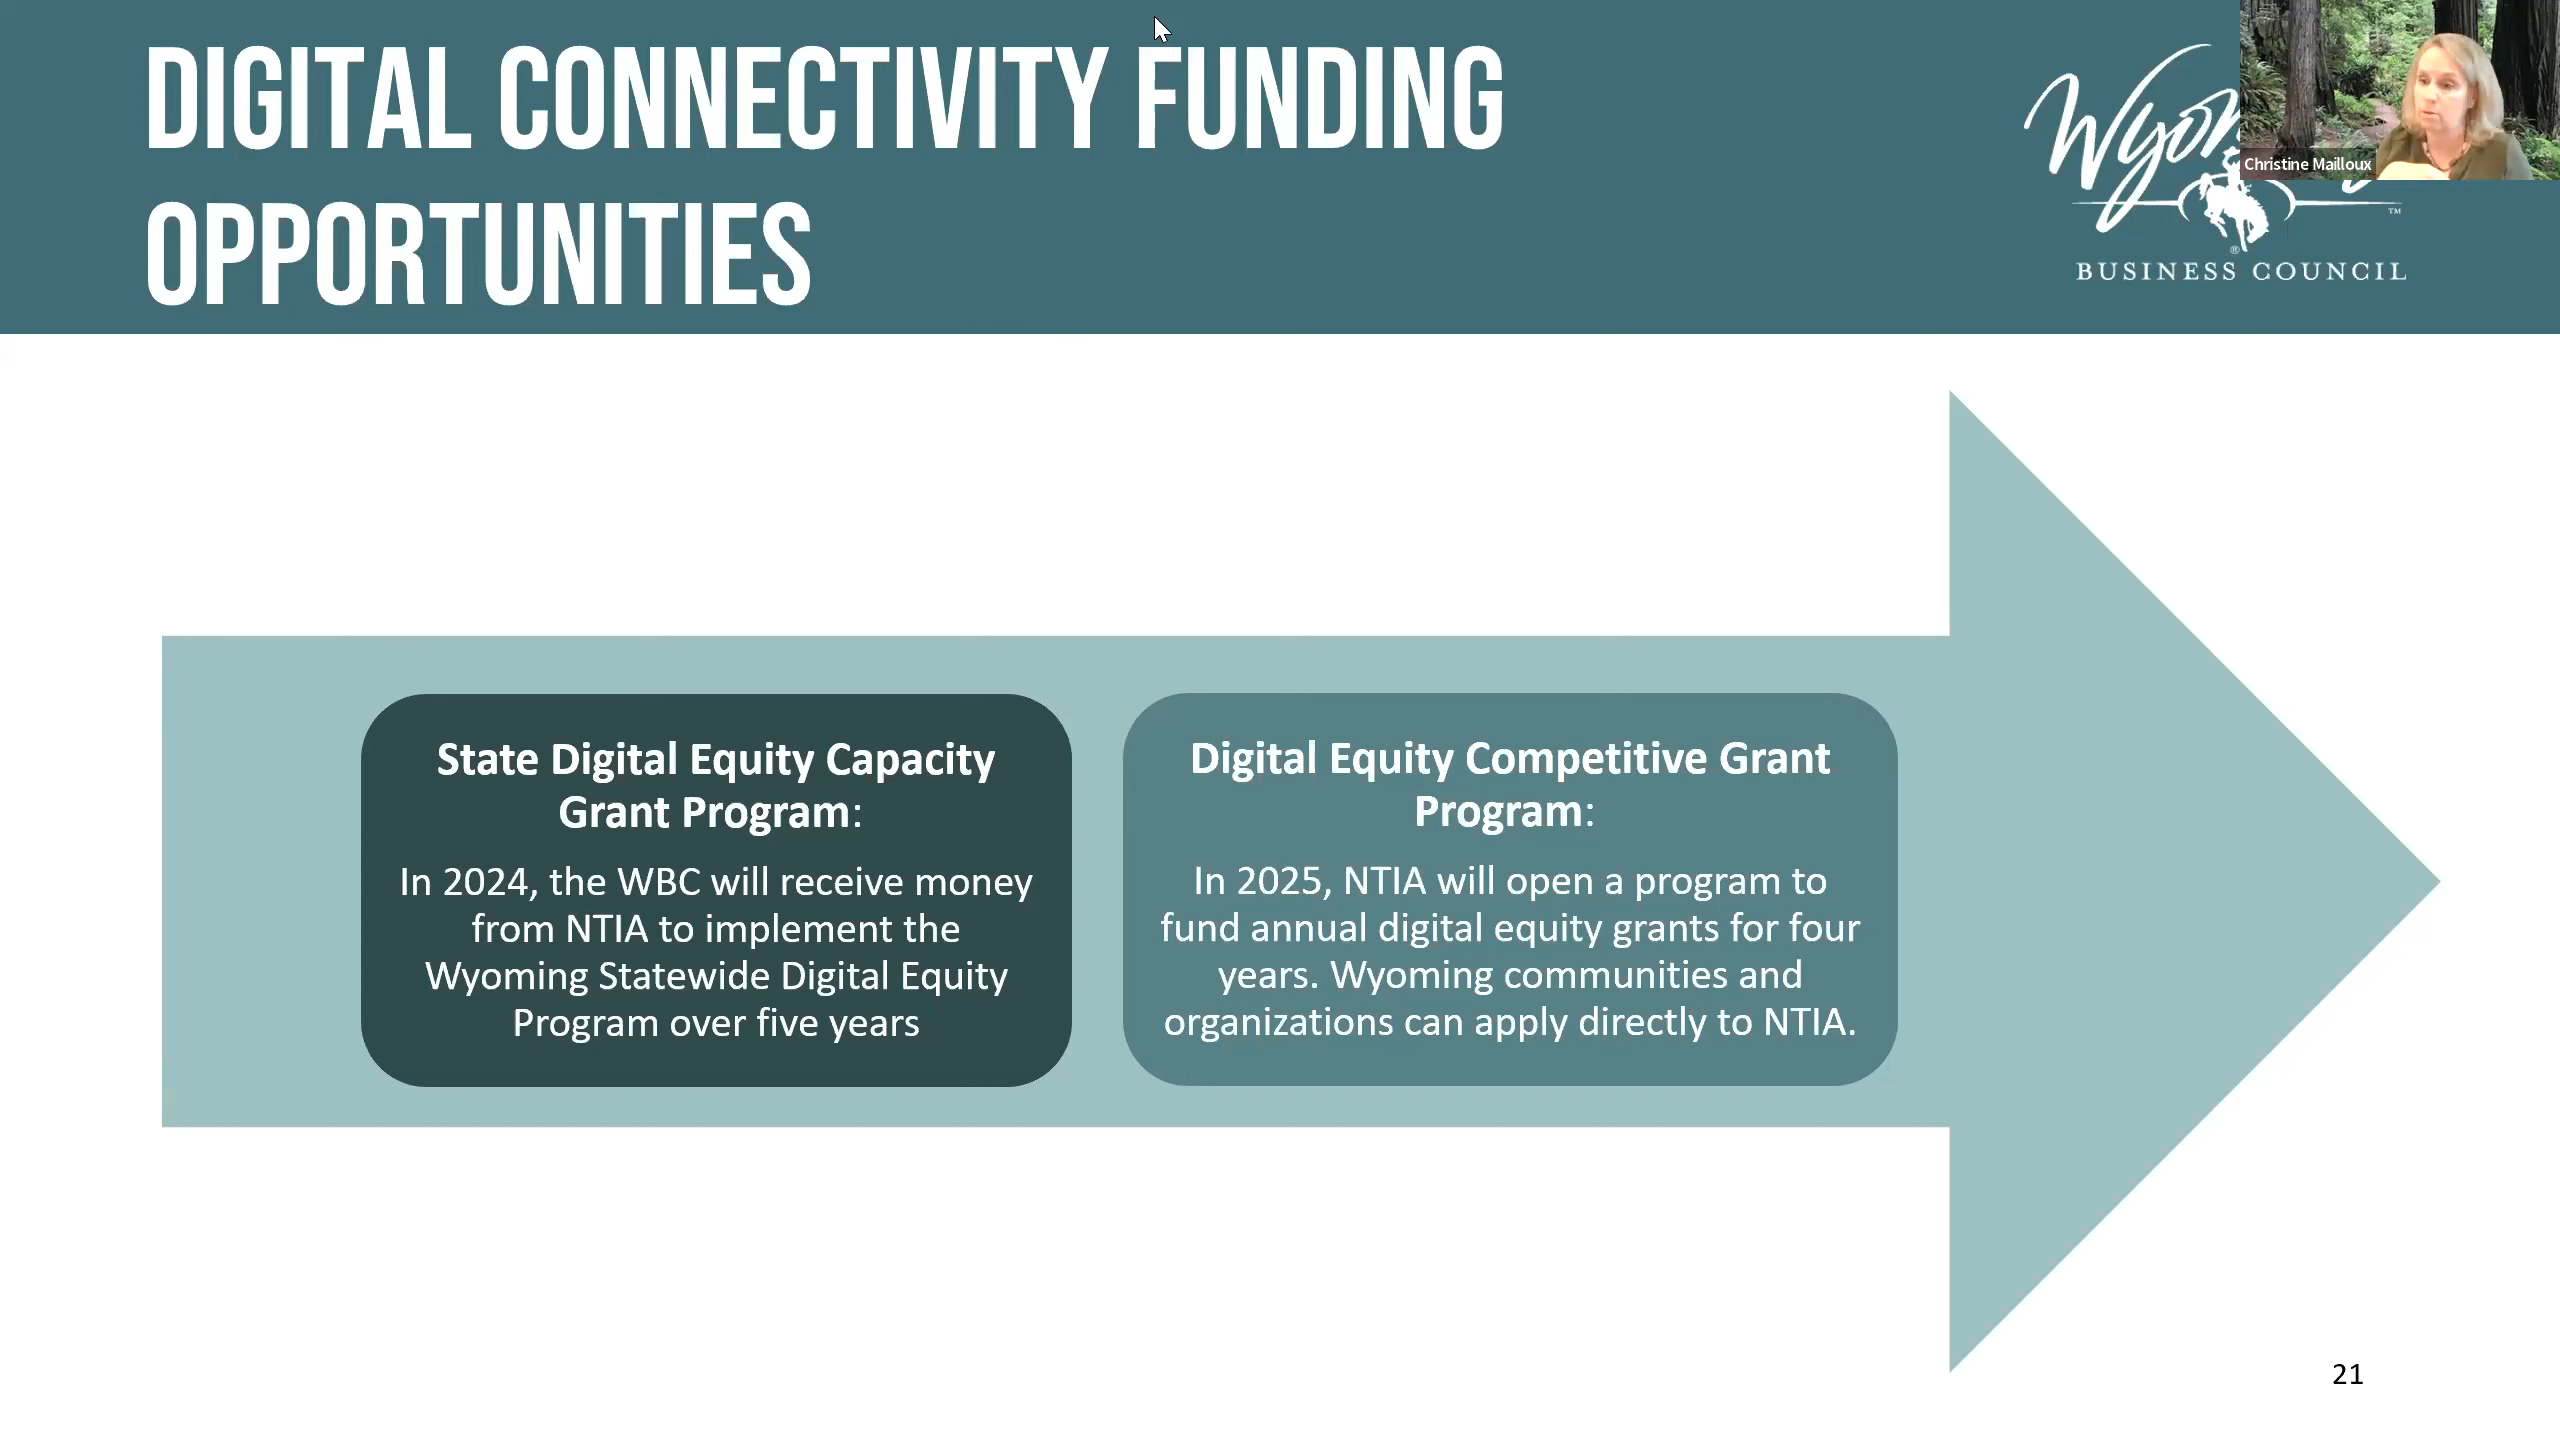 DIGITAL CONNECTIVITY FUNDING
OPPORTUNITIES
Christine Mailloux
™
®
BUSINESS COUNCIL
State Digital Equity Capacity
Grant Program:
In 2024, the WBC will receive money
from NTIA to implement the
Wyoming Statewide Digital Equity
Program over five years
Digital Equity Competitive Grant
Program:
In 2025, NTIA will open a program to
fund annual digital equity grants for four
years. Wyoming communities and
organizations can apply directly to NTIA.
21